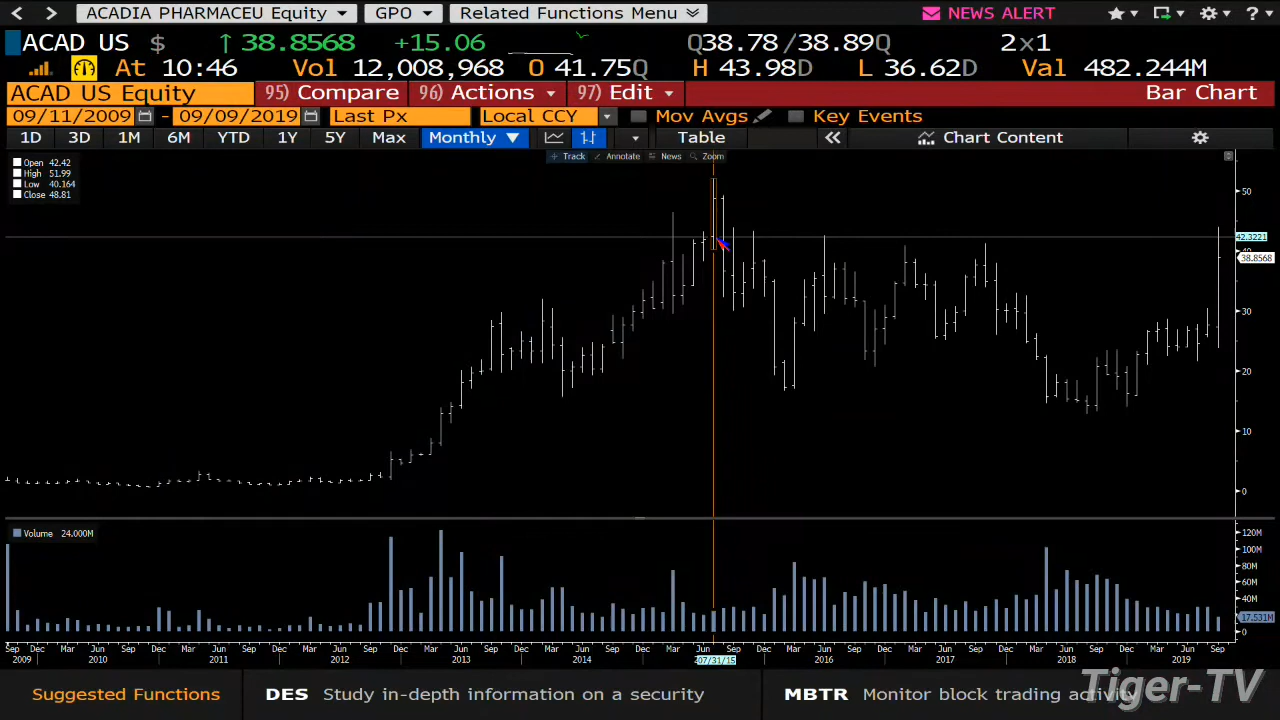 ACADIA PHARMACEU Equity GPO Related Functions Menu NEWS ALERT
ACAD US $ ↑ 38.8568 +15.06 Q38.78/38.89Q 2×1
At 10:46 Vol 12,008,968 O 41.75Q H 43.98D L 36.62D Val 482.244M
ACAD US Equity 95) Compare 96) Actions 97) Edit Bar Chart
09/11/2009 - 09/09/2019 Last Px Local CCY Mov Avgs Key Events
1D 3D 1M 6M YTD 1Y 5Y Max Monthly Table Chart Content
Track Annotate News Zoom
Open 42.42
High 51.99
Low 40.164
Close 48.81
50
42.3221
40
38.8568
30
20
10
0
Volume 24.000M
120M
100M
80M
60M
40M
17.531M
0
Sep Dec Mar Jun Sep Dec Mar Jun Sep Dec Mar Jun Sep Dec Mar Jun Sep Dec Mar Jun Sep Dec Mar Jun Sep Dec Mar Jun Sep Dec Mar Jun Sep Dec Mar Jun Sep Dec Mar Jun Sep
2009 2010 2011 2012 2013 2014 07/31/15 2016 2017 2018 2019
Suggested Functions DES Study in-depth information on a security MBTR Monitor block trading activity
Tiger-TV